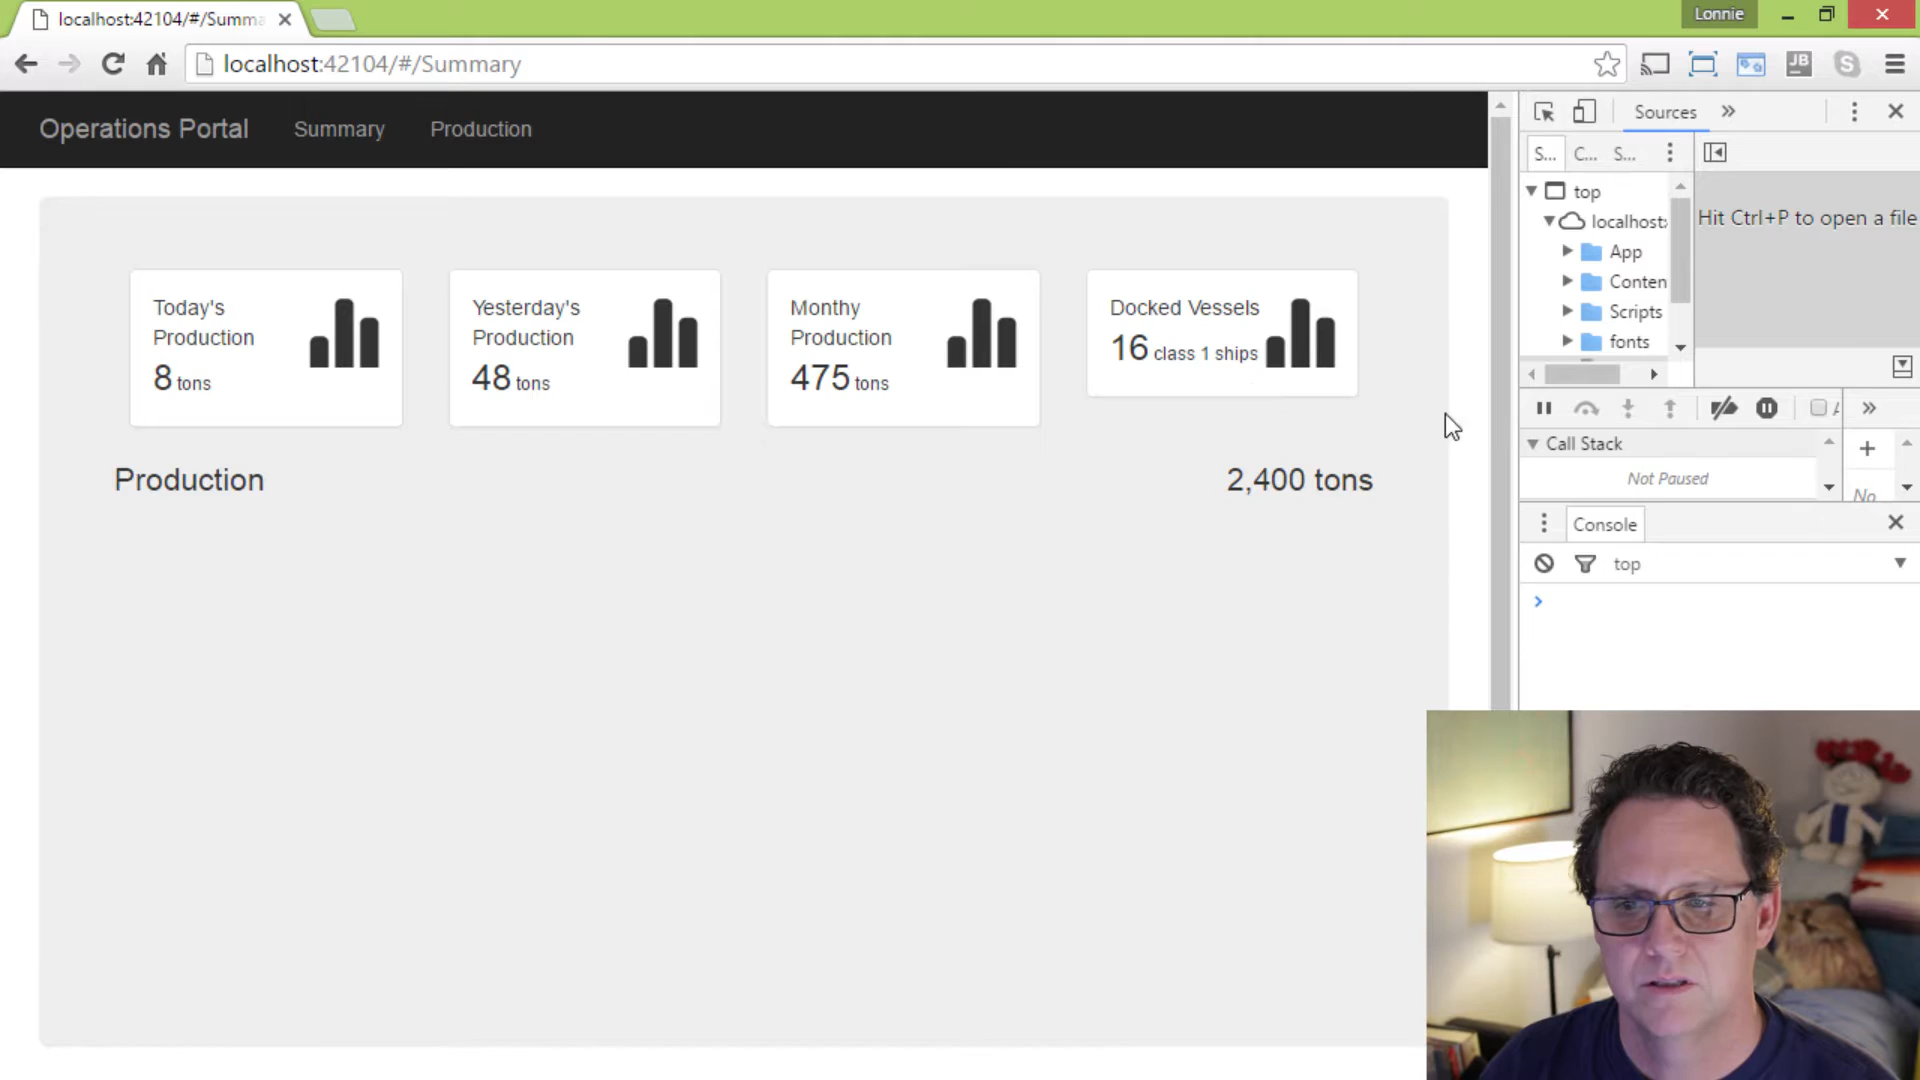 localhost:42104/#/Summa
Lonnie
localhost:42104/#/Summary
Operations Portal
Summary
Production
Today's
Production
8 tons
Yesterday's
Production
48 tons
Monthy
Production
475 tons
Docked Vessels
16 class 1 ships
Production
2,400 tons
Sources
S...
C...
S...
top
localhost:
App
Conten
Scripts
fonts
Hit Ctrl+P to open a file
Call Stack
Not Paused
No
Console
top
JB